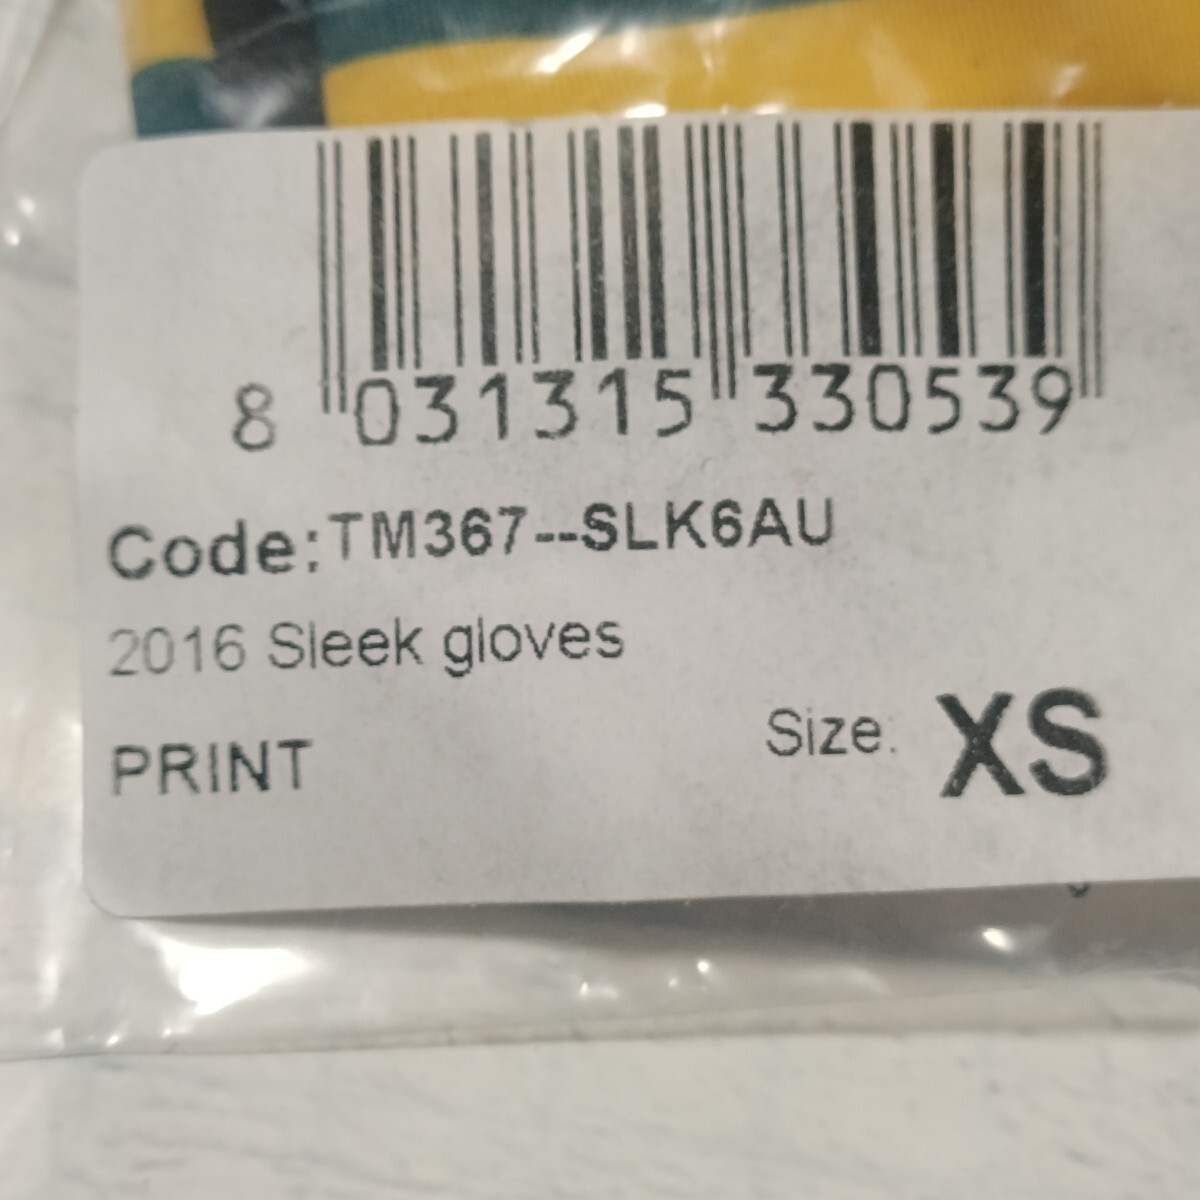 8 031315 330539
Code:TM367--SLK6AU
2016 Sleek gloves
PRINT
Size: XS